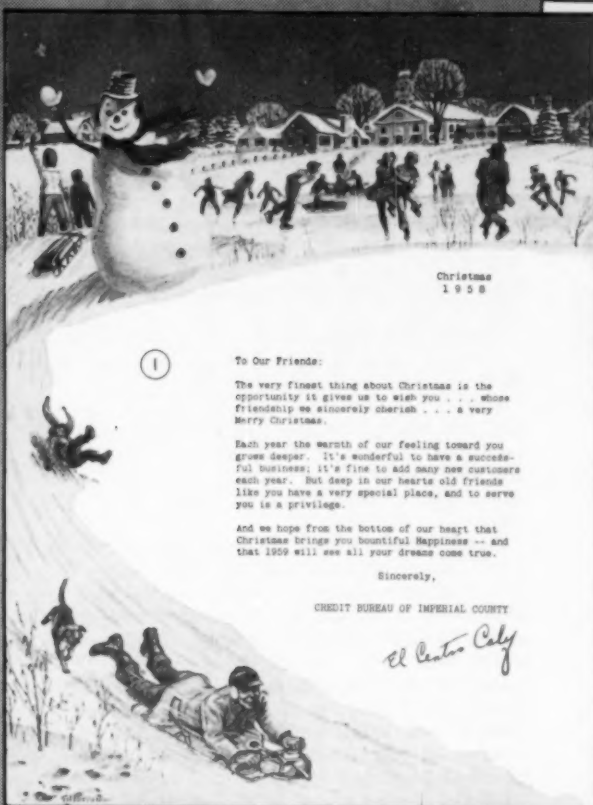 Christmas
1958
1
To Our Friends:
The very finest thing about Christmas is the
opportunity it gives us to wish you . . . whose
friendship we sincerely cherish . . . a very
Merry Christmas.
Each year the warmth of our feeling toward you
grows deeper. It's wonderful to have a success-
ful business; it's fine to add many new customers
each year. But deep in our hearts old friends
like you have a very special place, and to serve
you is a privilege.
And we hope from the bottom of our heart that
Christmas brings you bountiful Happiness -- and
that 1959 will see all your dreams come true.
Sincerely,
CREDIT BUREAU OF IMPERIAL COUNTY
El Centro Caly